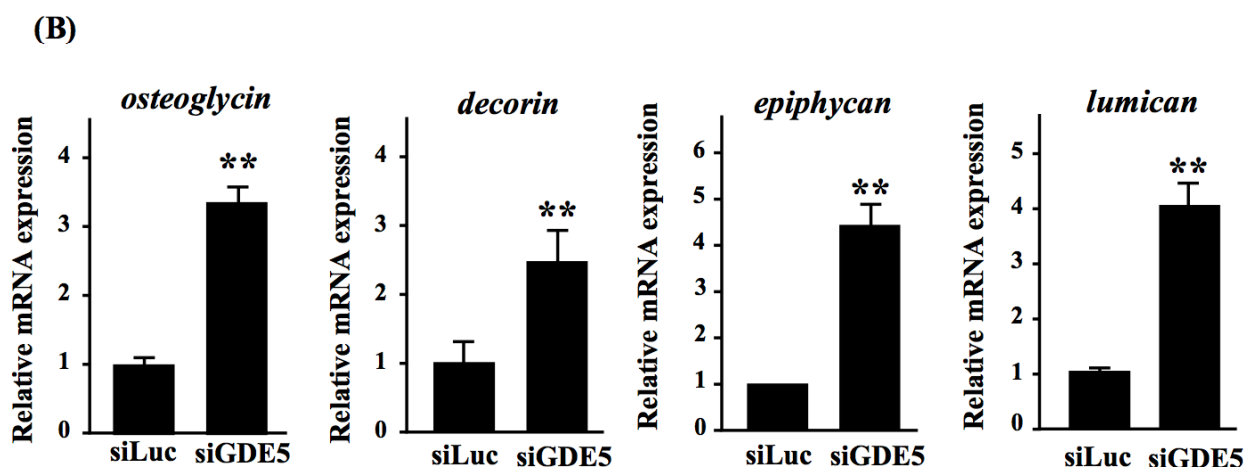 (B)
osteoglycin
Relative mRNA expression
4
3
2
1
0
**
siLuc siGDE5
decorin
Relative mRNA expression
4
3
2
1
0
**
siLuc siGDE5
epiphycan
Relative mRNA expression
6
5
4
3
2
1
0
**
siLuc siGDE5
lumican
Relative mRNA expression
5
4
3
2
1
0
**
siLuc siGDE5